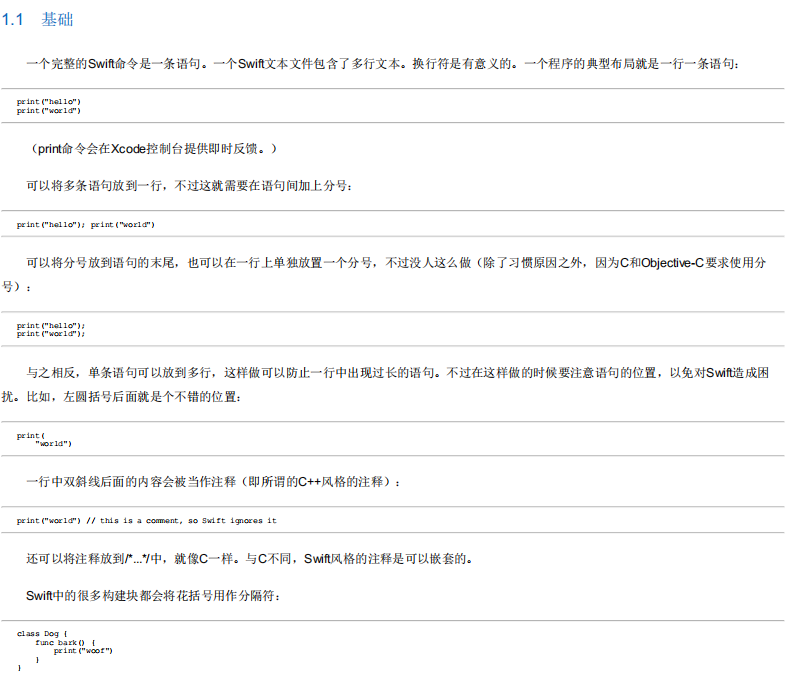 1.1 基础
一个完整的Swift命令是一条语句。一个Swift文本文件包含了多行文本。换行符是有意义的。一个程序的典型布局就是一行一条语句：
print("hello")
print("world")
（print命令会在Xcode控制台提供即时反馈。）
可以将多条语句放到一行，不过这就需要在语句间加上分号：
print("hello"); print("world")
可以将分号放到语句的末尾，也可以在一行上单独放置一个分号，不过没人这么做（除了习惯原因之外，因为C和Objective-C要求使用分
号）：
print("hello");
print("world");
与之相反，单条语句可以放到多行，这样做可以防止一行中出现过长的语句。不过在这样做的时候要注意语句的位置，以免对Swift造成困
扰。比如，左圆括号后面就是个不错的位置：
print(
    "world")
一行中双斜线后面的内容会被当作注释（即所谓的C++风格的注释）：
print("world") // this is a comment, so Swift ignores it
还可以将注释放到/*...*/中，就像C一样。与C不同，Swift风格的注释是可以嵌套的。
Swift中的很多构建块都会将花括号用作分隔符：
class Dog {
    func bark() {
        print("woof")
    }
}